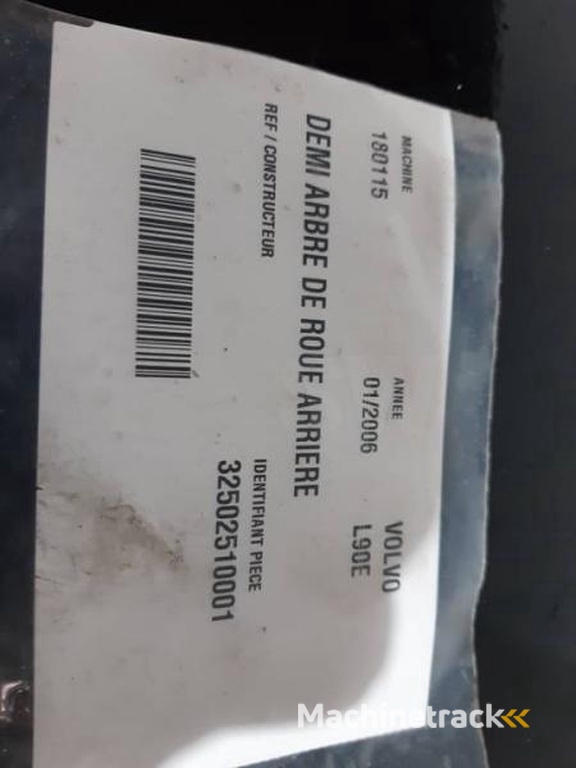 MACHINE
180115
ANNEE
01/2006
VOLVO
L90E
DEMI ARBRE DE ROUE ARRIERE
REF / CONSTRUCTEUR
IDENTIFIANT PIECE
32502510001
Machinetrack